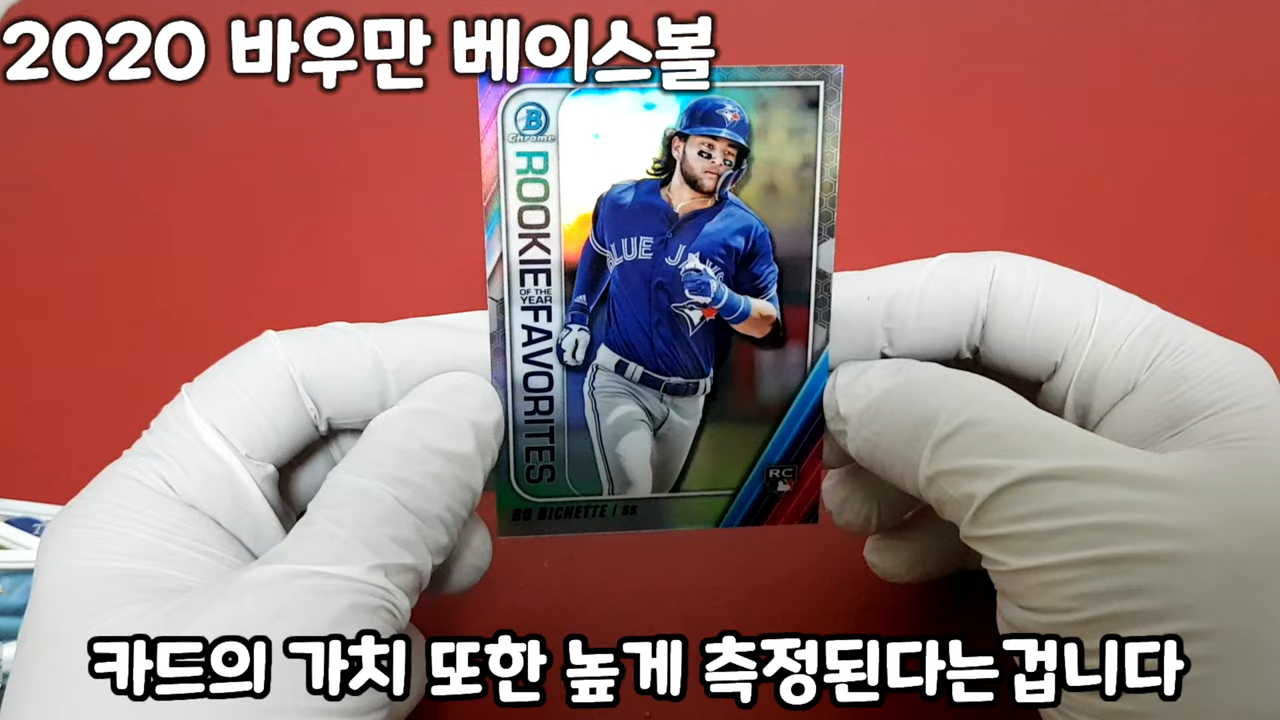 2020 바우만 베이스볼
B
Chrome
ROOKIE
OF THE
YEAR
FAVORITES
BLUE JAYS
BO BICHETTE / SS
RC
카드의 가치 또한 높게 측정된다는겁니다